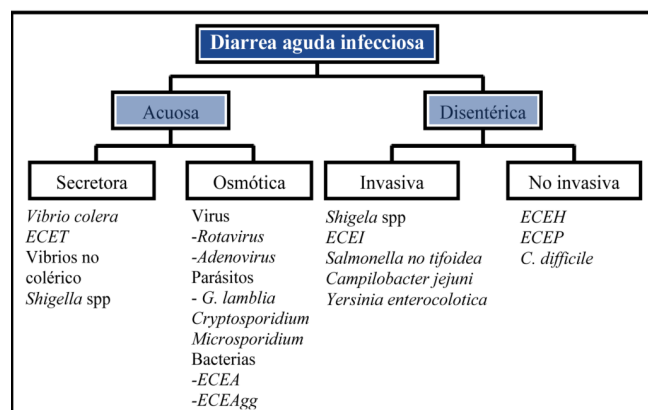 Diarrea aguda infecciosa
Acuosa
Disentérica
Secretora
Osmótica
Invasiva
No invasiva
Vibrio colera
ECET
Vibrios no
colérico
Shigella spp
Virus
-Rotavirus
-Adenovirus
Parásitos
- G. lamblia
Cryptosporidium
Microsporidium
Bacterias
-ECEA
-ECEAgg
Shigela spp
ECEI
Salmonella no tifoidea
Campilobacter jejuni
Yersinia enterocolotica
ECEH
ECEP
C. difficile